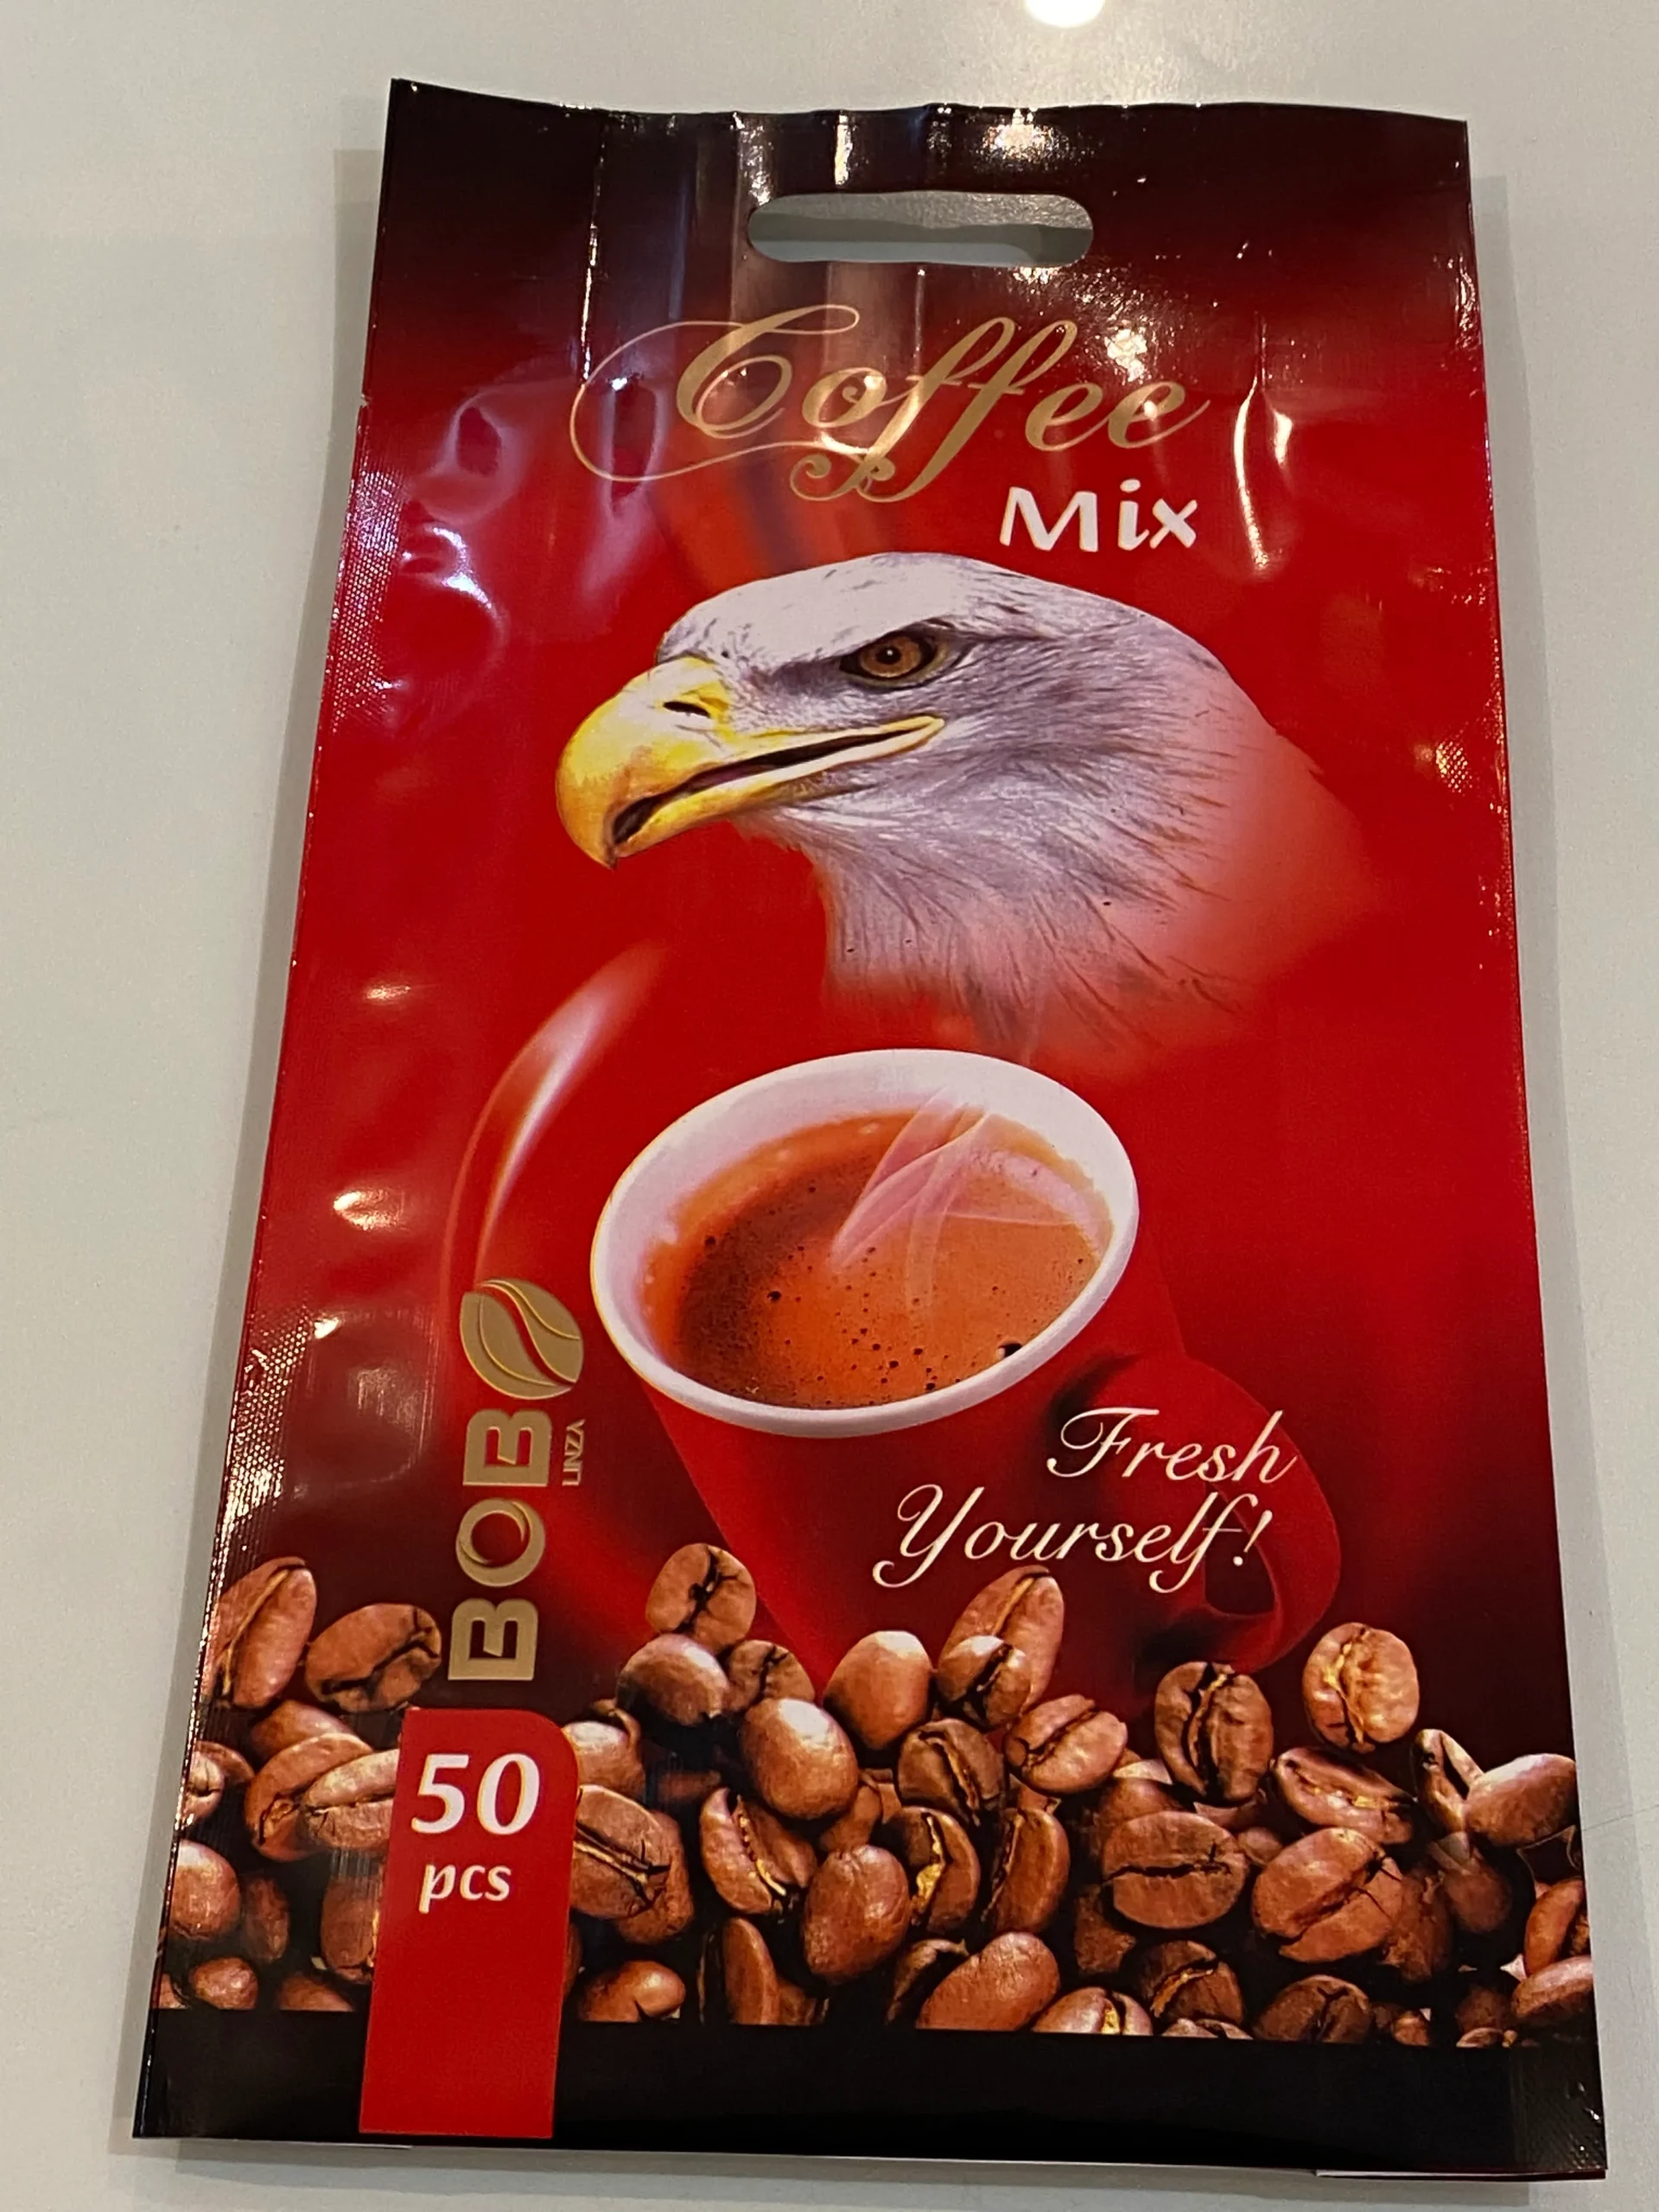 Coffee
Mix
BOBO
LINZA
Fresh
Yourself!
50
pcs